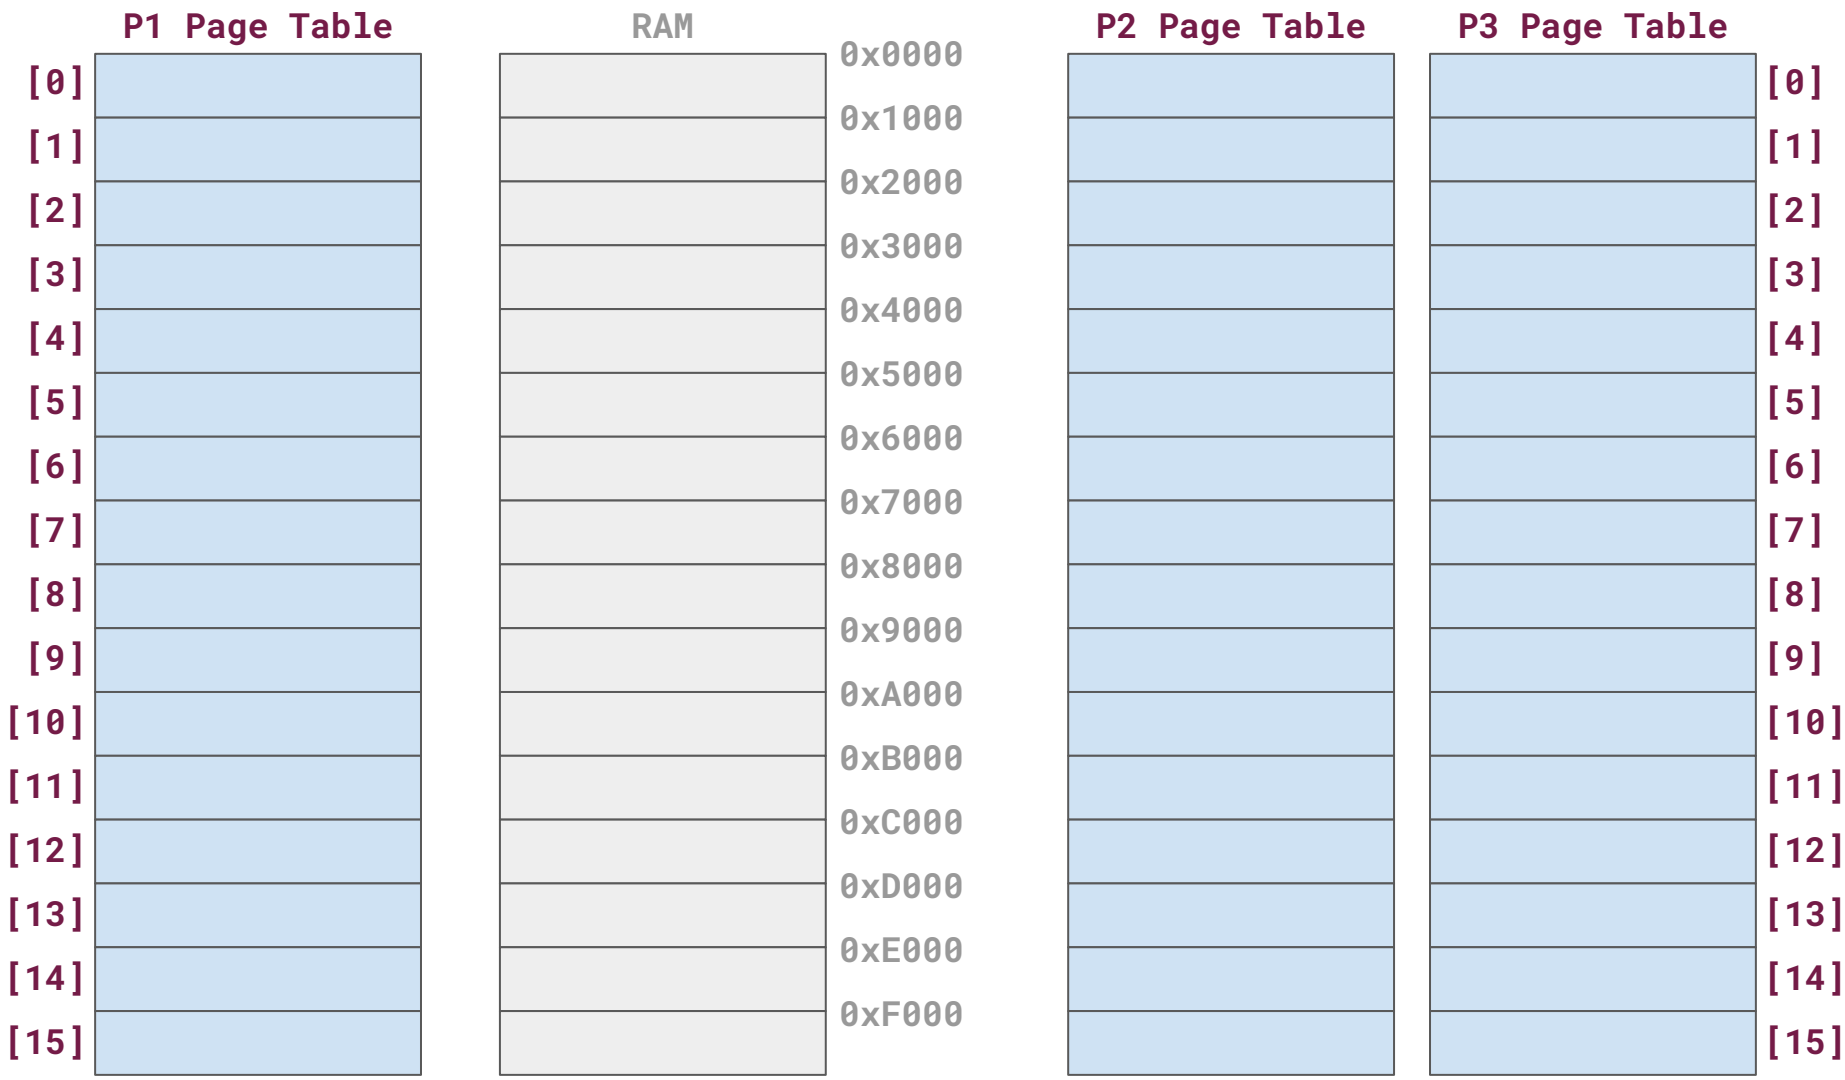 P1 Page Table RAM P2 Page Table P3 Page Table
0x0000
[0] [0]
0x1000
[1] [1]
0x2000
[2] [2]
0x3000
[3] [3]
0x4000
[4] [4]
0x5000
[5] [5]
0x6000
[6] [6]
0x7000
[7] [7]
0x8000
[8] [8]
0x9000
[9] [9]
0xA000
[10] [10]
0xB000
[11] [11]
0xC000
[12] [12]
0xD000
[13] [13]
0xE000
[14] [14]
0xF000
[15] [15]